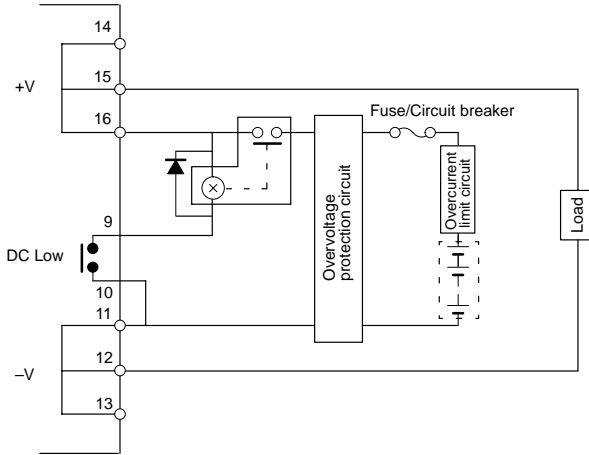 14
+V
15
16
Fuse/Circuit breaker
Overvoltage
protection circuit
Overcurrent
limit circuit
Load
9
DC Low
10
11
12
–V
13